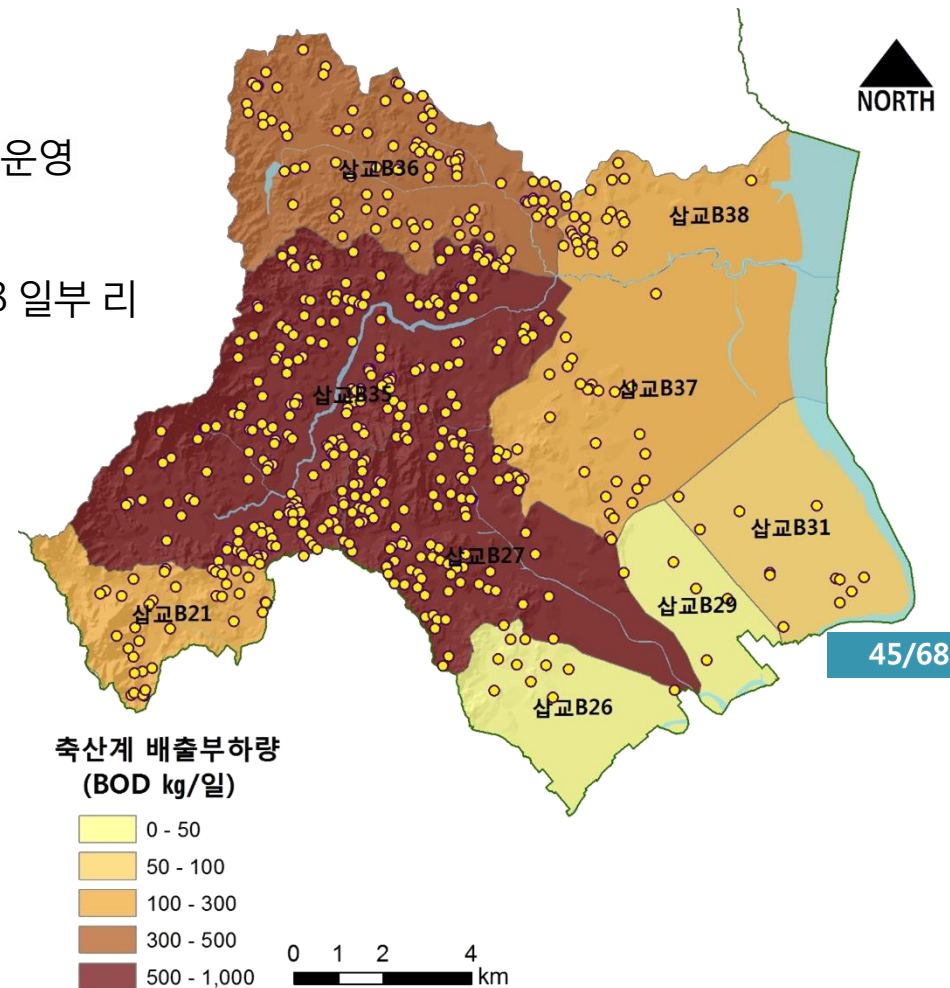 NORTH
운영
삽교B36
삽교B38
일부 리
삽교B37
삽교B35
삽교B31
삽교B27
삽교B29
삽교B21
45/68
삽교B26
축산계 배출부하량
(BOD kg/일)
0 - 50
50 - 100
100 - 300
300 - 500
500 - 1,000
0 1 2 4
km